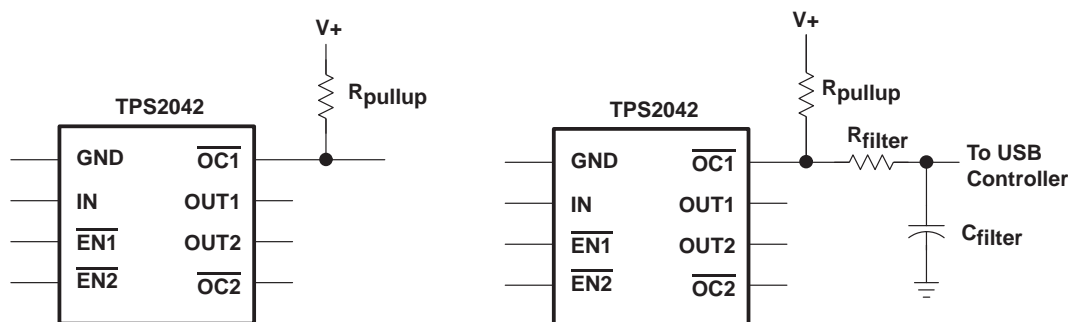 V+
Rpullup
TPS2042
GND
OC1
IN
OUT1
EN1
OUT2
EN2
OC2
V+
Rpullup
TPS2042
Rfilter
GND
OC1
To USB
Controller
IN
OUT1
EN1
OUT2
Cfilter
EN2
OC2